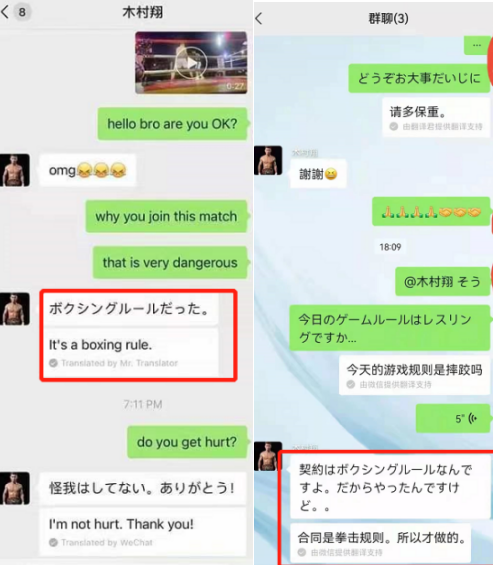 8
木村翔
0:27
hello bro are you OK?
omg😂😂😂
why you join this match
that is very dangerous
ボクシングルールだった。
It's a boxing rule.
Translated by Mr. Translator
7:11 PM
do you get hurt?
怪我はしてない。ありがとう!
I'm not hurt. Thank you!
Translated by WeChat
群聊(3)
...
どうぞお大事だいじに
请多保重。
由翻译君提供翻译支持
謝謝😄
18:09
@木村翔 そう
今日のゲームルールはレスリン
グですか...
今天的游戏规则是摔跤吗
由微信提供翻译支持
5"
契約はボクシングルールなんで
すよ。だからやったんですけ
ど。。
合同是拳击规则。所以才做的。
由微信提供翻译支持